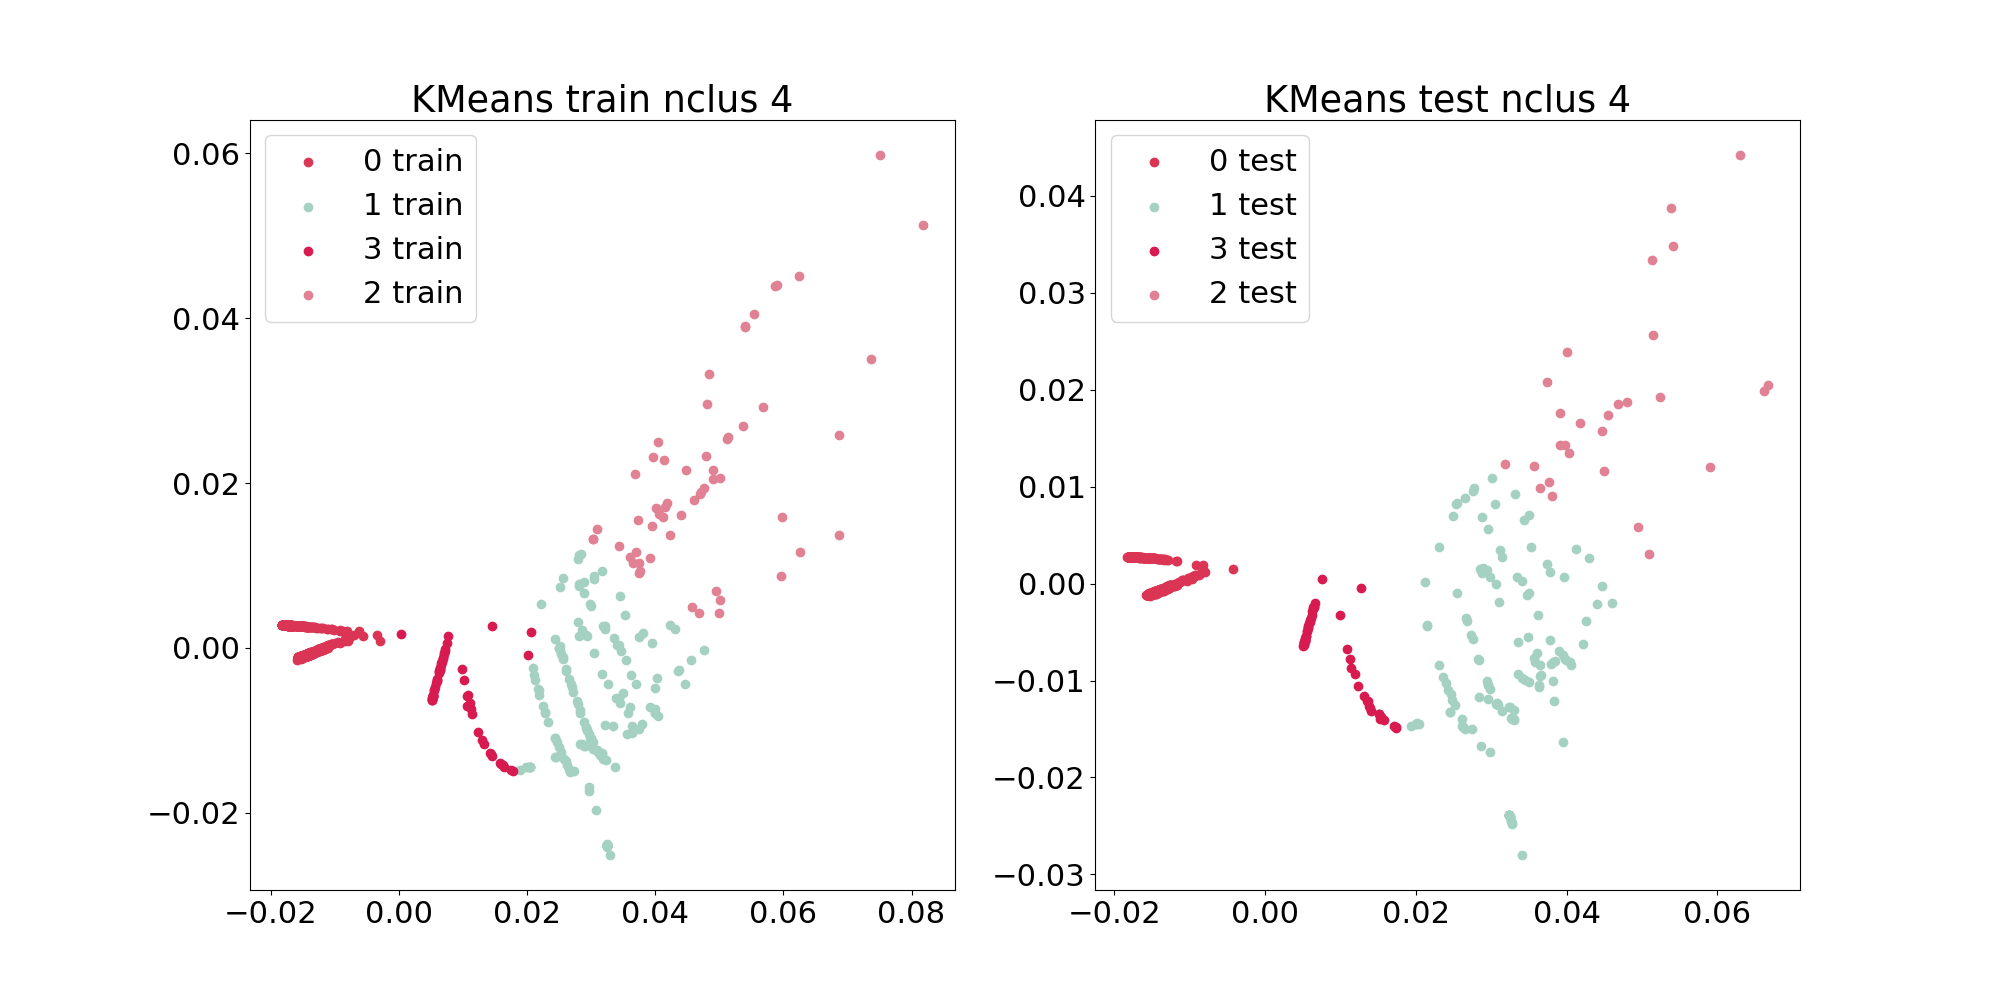 KMeans train nclus 4
0 train
1 train
3 train
2 train
0.06
0.04
0.02
0.00
−0.02
−0.02 0.00 0.02 0.04 0.06 0.08
KMeans test nclus 4
0 test
1 test
3 test
2 test
0.04
0.03
0.02
0.01
0.00
−0.01
−0.02
−0.03
−0.02 0.00 0.02 0.04 0.06